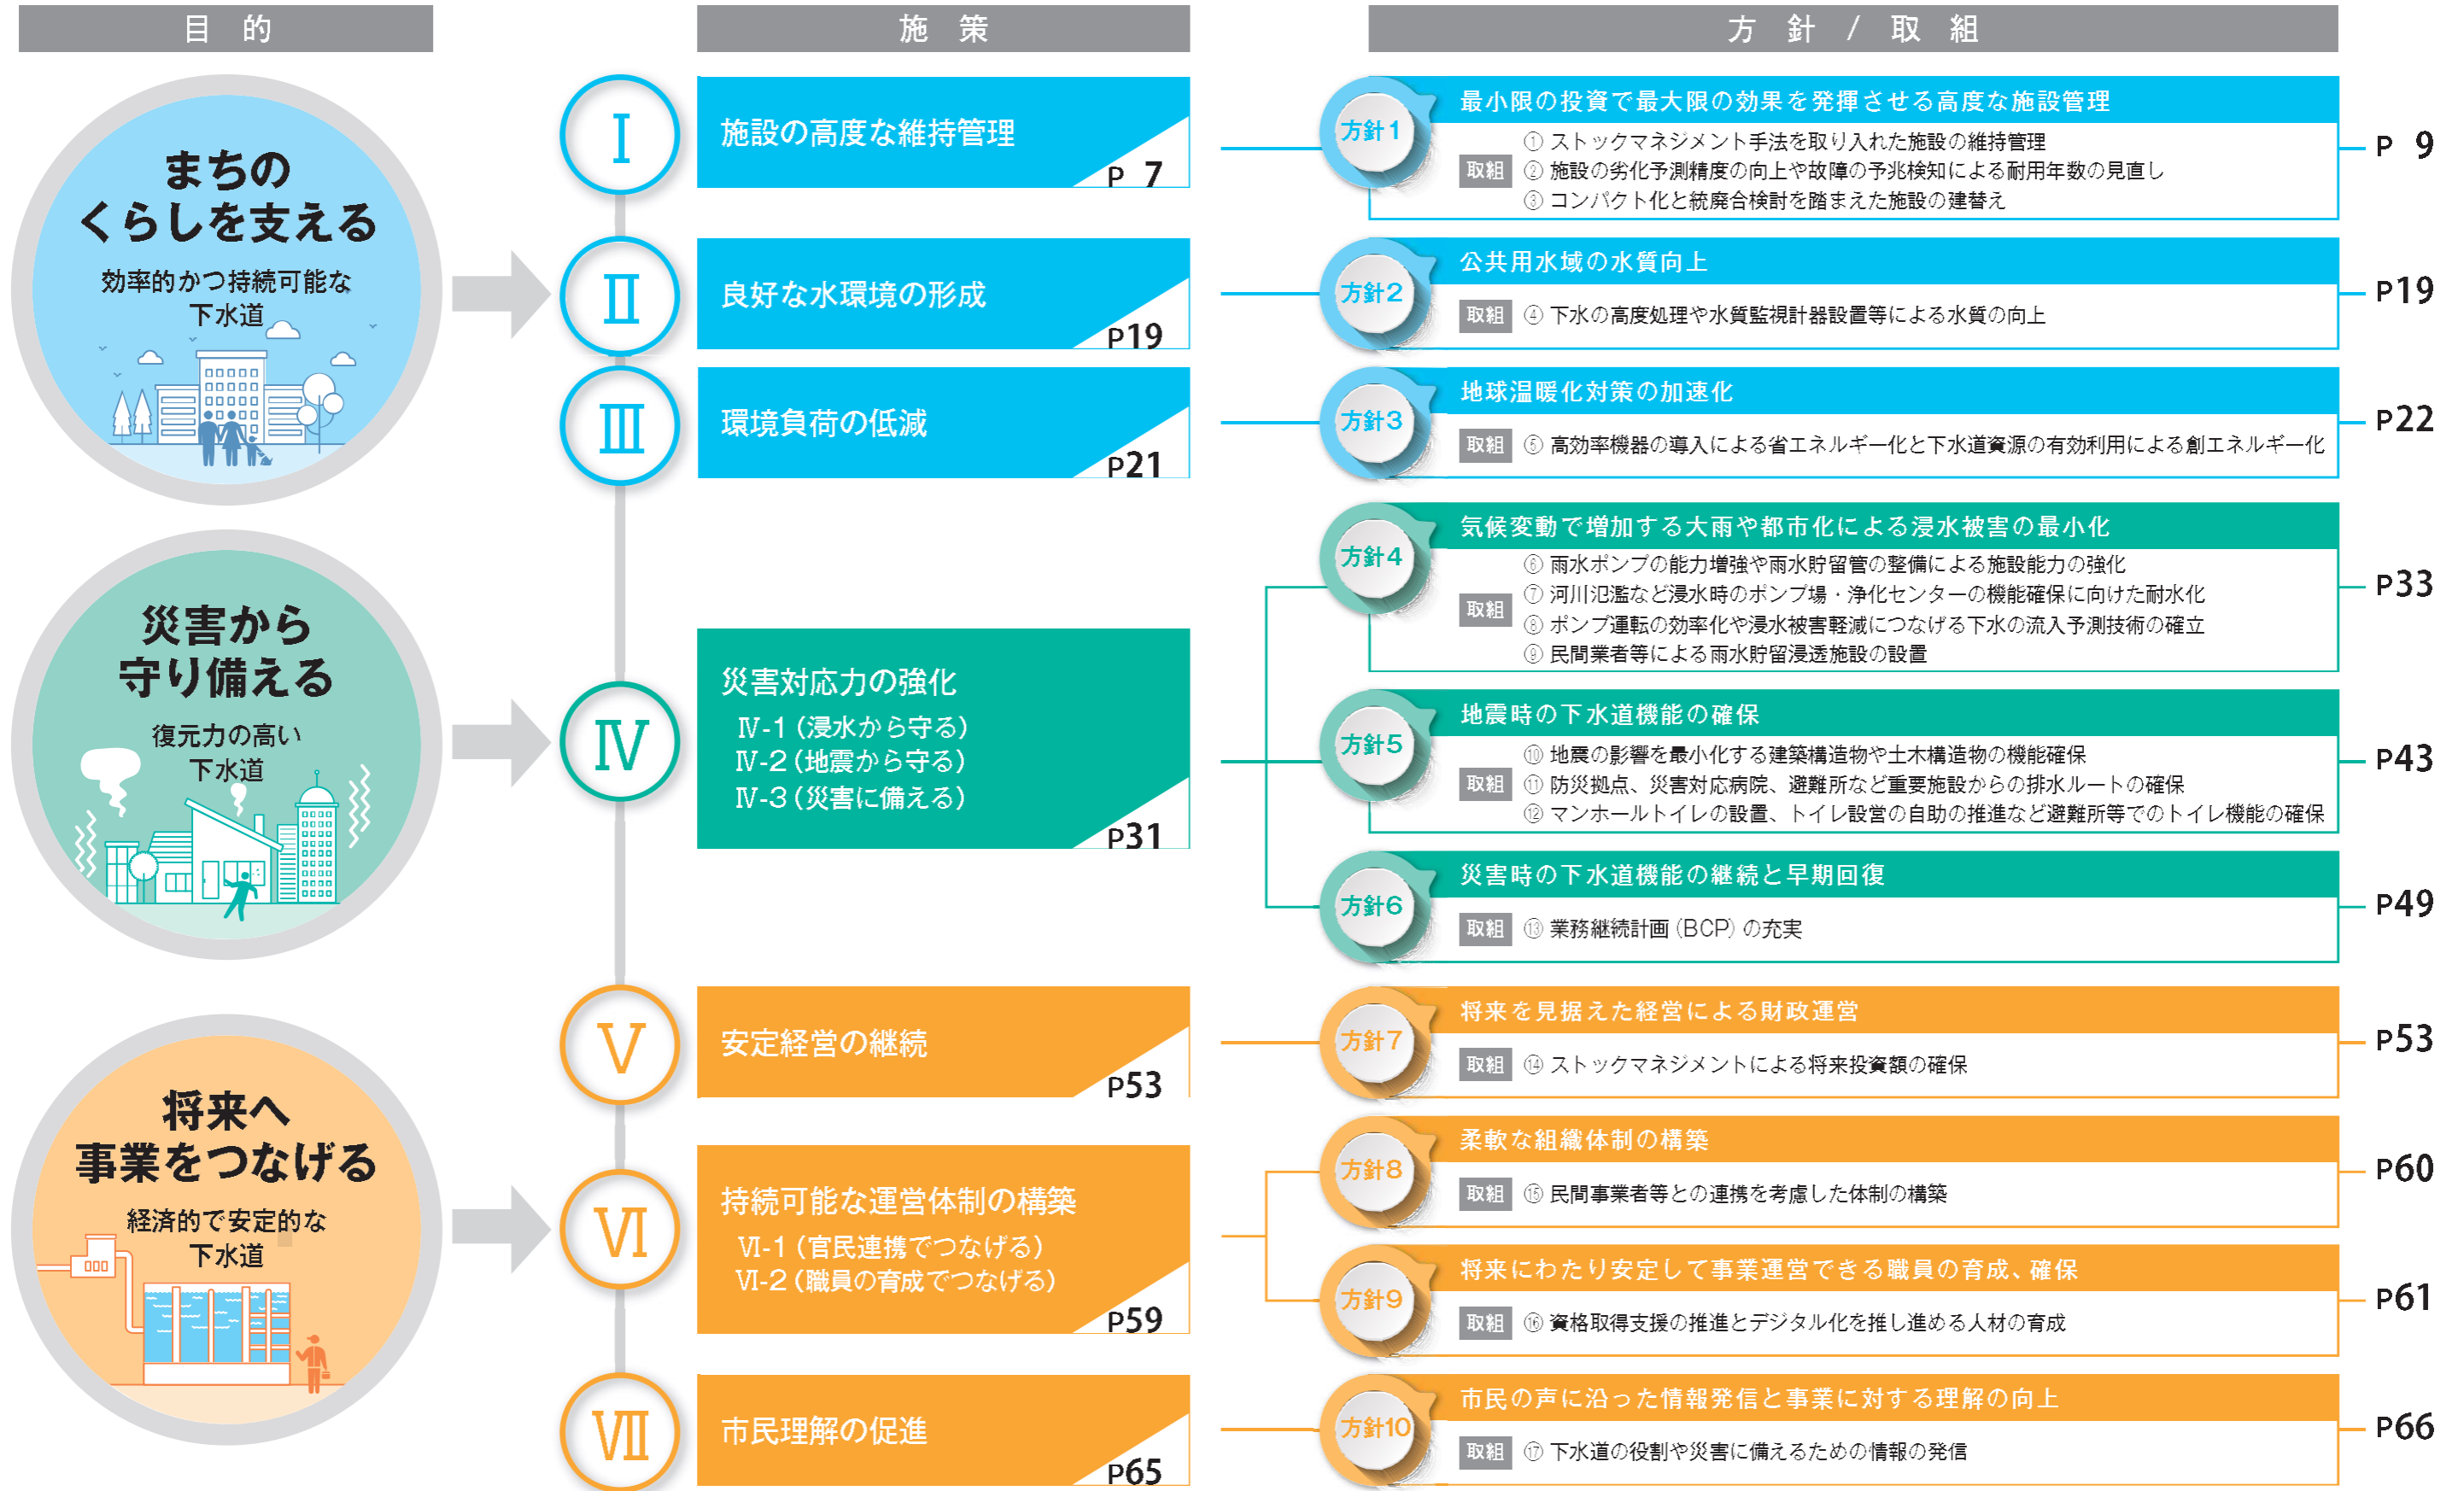 目的
施策
方針/取組
まちの
くらしを支える
効率的かつ持続可能な
下水道
災害から
守り備える
復元力の高い
下水道
将来へ
事業をつなげる
経済的で安定的な
下水道
Ⅰ
施設の高度な維持管理
P 7
Ⅱ
良好な水環境の形成
P19
Ⅲ
環境負荷の低減
P21
Ⅳ
災害対応力の強化
Ⅳ-1(浸水から守る)
Ⅳ-2(地震から守る)
Ⅳ-3(災害に備える)
P31
Ⅴ
安定経営の継続
P53
Ⅵ
持続可能な運営体制の構築
Ⅵ-1(官民連携でつなげる)
Ⅵ-2(職員の育成でつなげる)
P59
Ⅶ
市民理解の促進
P65
方針1
最小限の投資で最大限の効果を発揮させる高度な施設管理
取組
① ストックマネジメント手法を取り入れた施設の維持管理
② 施設の劣化予測精度の向上や故障の予兆検知による耐用年数の見直し
③ コンパクト化と統廃合検討を踏まえた施設の建替え
P 9
方針2
公共用水域の水質向上
取組 ④ 下水の高度処理や水質監視計器設置等による水質の向上
P19
方針3
地球温暖化対策の加速化
取組 ⑤ 高効率機器の導入による省エネルギー化と下水道資源の有効利用による創エネルギー化
P22
方針4
気候変動で増加する大雨や都市化による浸水被害の最小化
取組
⑥ 雨水ポンプの能力増強や雨水貯留管の整備による施設能力の強化
⑦ 河川氾濫など浸水時のポンプ場・浄化センターの機能確保に向けた耐水化
⑧ ポンプ運転の効率化や浸水被害軽減につなげる下水の流入予測技術の確立
⑨ 民間業者等による雨水貯留浸透施設の設置
P33
方針5
地震時の下水道機能の確保
取組
⑩ 地震の影響を最小化する建築構造物や土木構造物の機能確保
⑪ 防災拠点、災害対応病院、避難所など重要施設からの排水ルートの確保
⑫ マンホールトイレの設置、トイレ設営の自助の推進など避難所等でのトイレ機能の確保
P43
方針6
災害時の下水道機能の継続と早期回復
取組 ⑬ 業務継続計画(BCP)の充実
P49
方針7
将来を見据えた経営による財政運営
取組 ⑭ ストックマネジメントによる将来投資額の確保
P53
方針8
柔軟な組織体制の構築
取組 ⑮ 民間事業者等との連携を考慮した体制の構築
P60
方針9
将来にわたり安定して事業運営できる職員の育成、確保
取組 ⑯ 資格取得支援の推進とデジタル化を推し進める人材の育成
P61
方針10
市民の声に沿った情報発信と事業に対する理解の向上
取組 ⑰ 下水道の役割や災害に備えるための情報の発信
P66